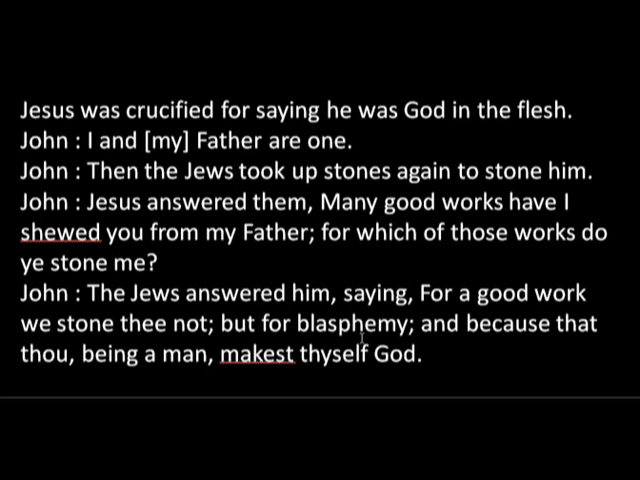 Jesus was crucified for saying he was God in the flesh.
John : I and [my] Father are one.
John : Then the Jews took up stones again to stone him.
John : Jesus answered them, Many good works have I
shewed you from my Father; for which of those works do
ye stone me?
John : The Jews answered him, saying, For a good work
we stone thee not; but for blasphemy; and because that
thou, being a man, makest thyself God.